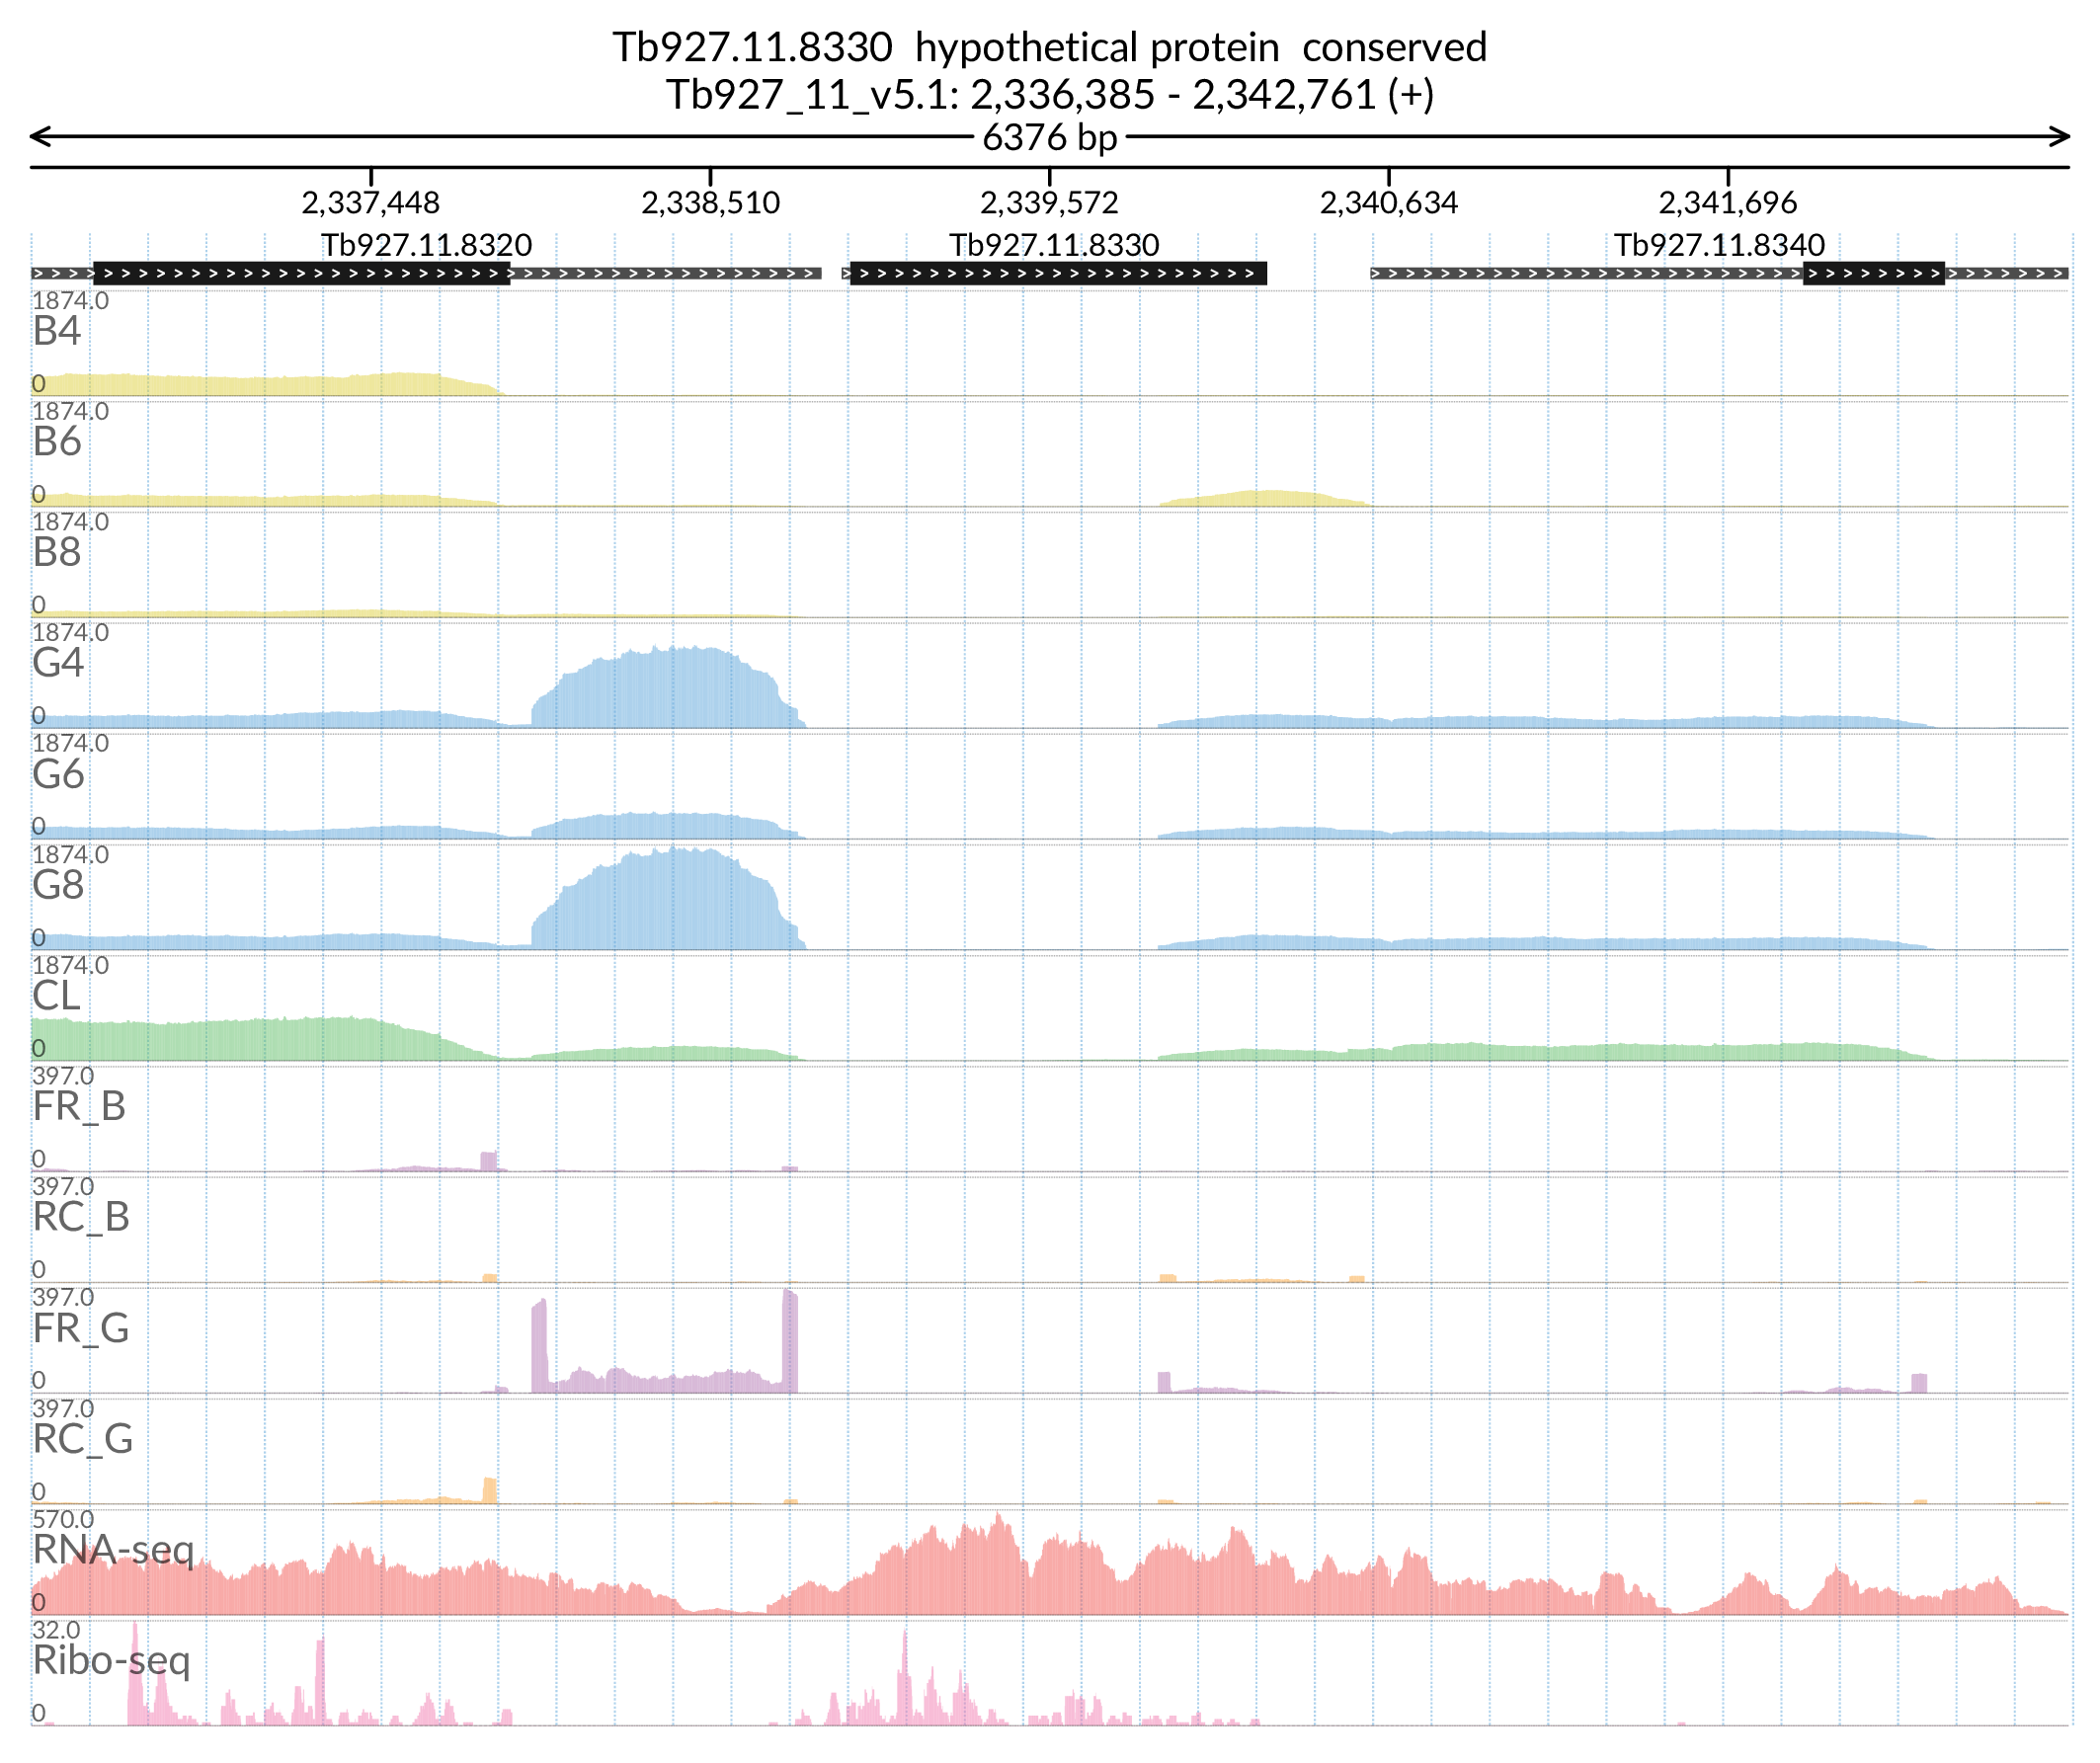 Tb927.11.8330 hypothetical protein conserved
Tb927_11_v5.1: 2,336,385 - 2,342,761 (+)
6376 bp
2,337,448 2,338,510 2,339,572 2,340,634 2,341,696
Tb927.11.8320 Tb927.11.8330 Tb927.11.8340
1874.0
B4
0
1874.0
B6
0
1874.0
B8
0
1874.0
G4
0
1874.0
G6
0
1874.0
G8
0
1874.0
CL
0
397.0
FR_B
0
397.0
RC_B
0
397.0
FR_G
0
397.0
RC_G
0
570.0
RNA-seq
0
32.0
Ribo-seq
0